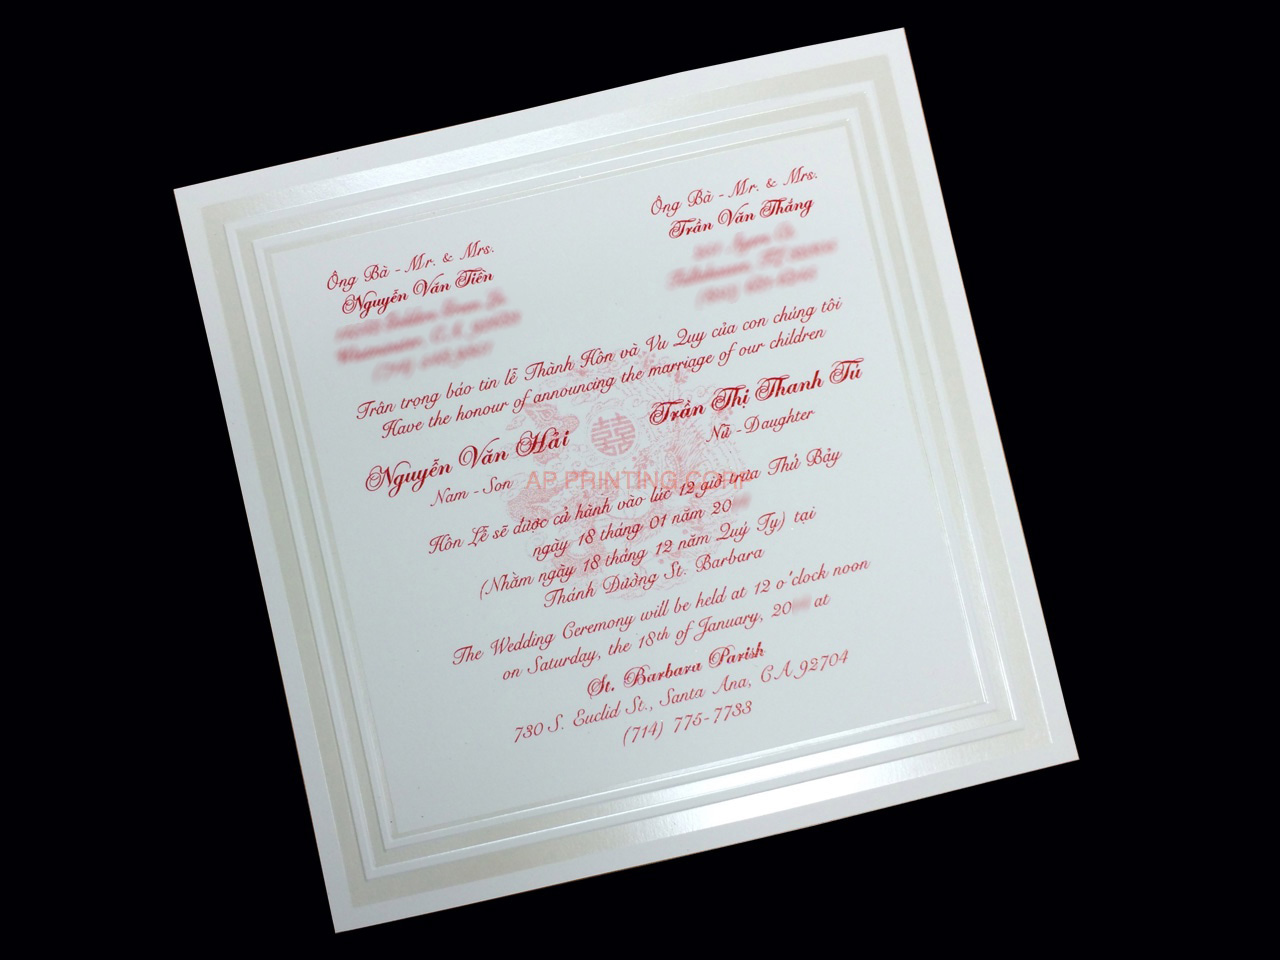 Ông Bà - Mr. & Mrs.
Nguyễn Văn Tiến
Ông Bà - Mr. & Mrs.
Trần Văn Thắng
Trân trọng báo tin lễ Thành Hôn và Vu Quy của con chúng tôi
Have the honour of announcing the marriage of our children
Nguyễn Văn Hải
Nam - Son
Trần Thị Thanh Tú
Nữ - Daughter
囍
AP PRINTING CORP
Hôn Lễ sẽ được cử hành vào lúc 12 giờ trưa Thứ Bảy
ngày 18 tháng 01 năm 20
(Nhằm ngày 18 tháng 12 năm Quý Tỵ) tại
Thánh Đường St. Barbara
The Wedding Ceremony will be held at 12 o'clock noon
on Saturday, the 18th of January, 20 at
St. Barbara Parish
730 S. Euclid St., Santa Ana, CA 92704
(714) 775-7733